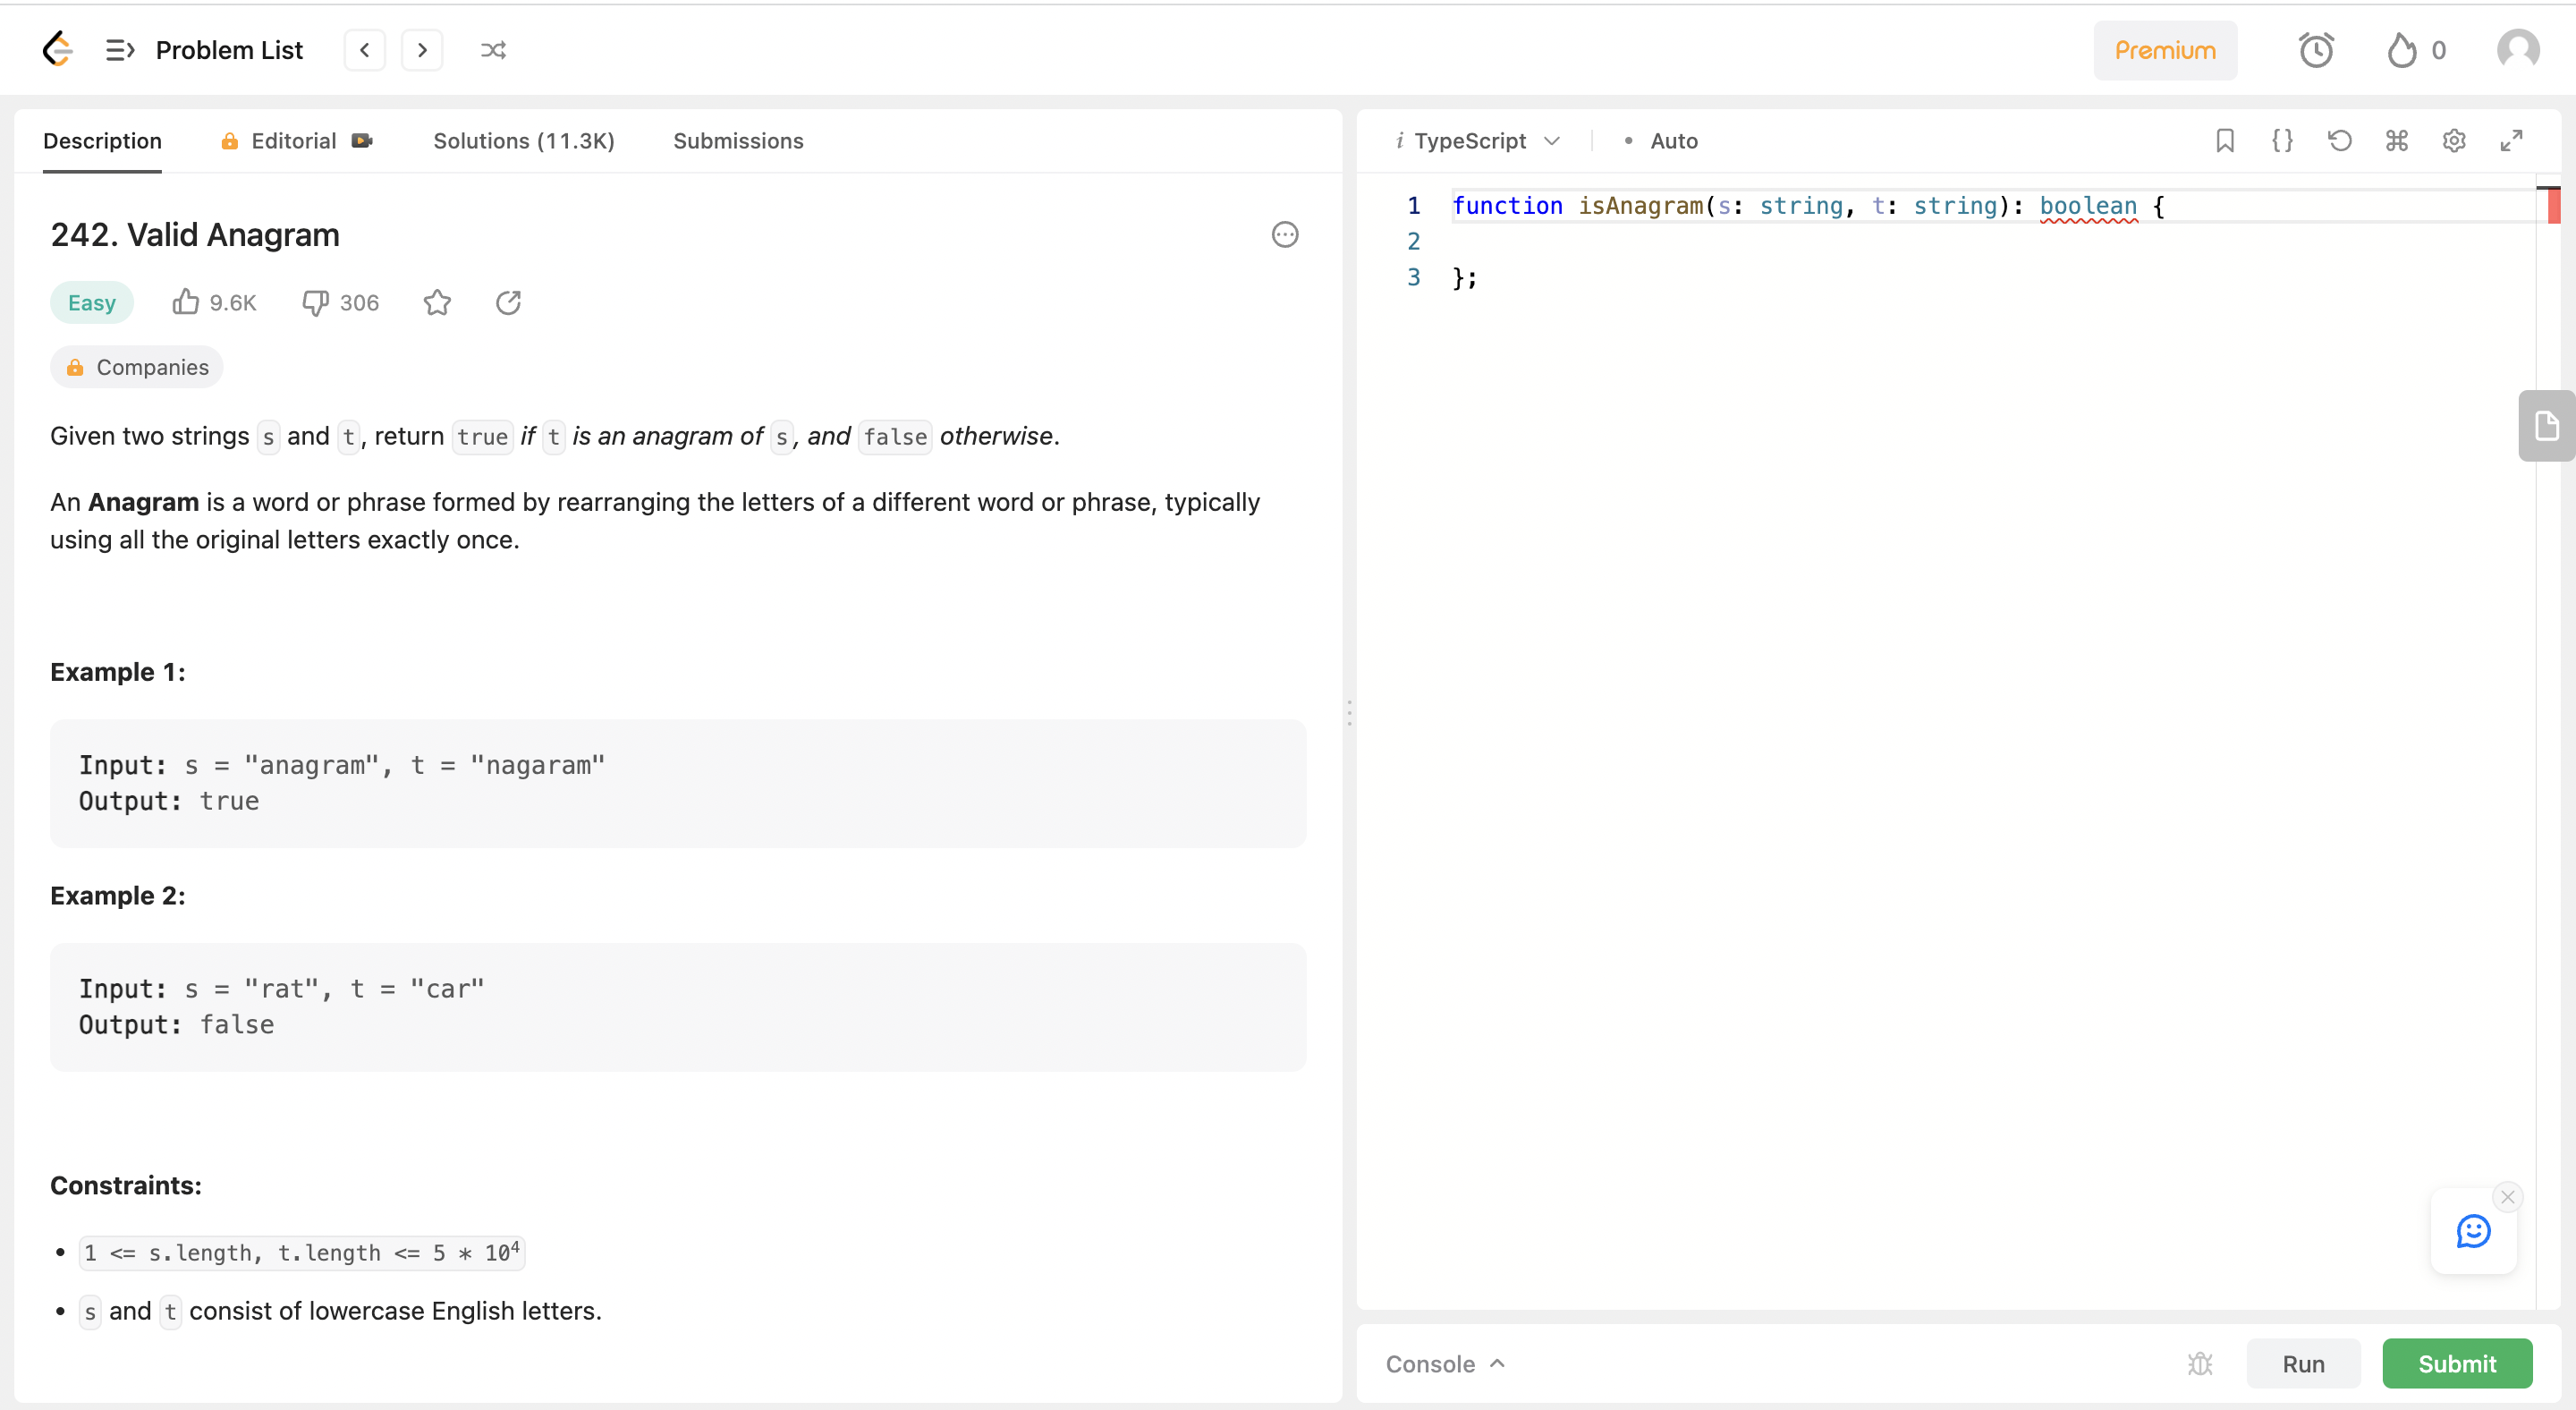 Problem List
Premium
0
Description
Editorial
Solutions (11.3K)
Submissions
242. Valid Anagram
Easy
9.6K
306
Companies
Given two strings s and t, return true if t is an anagram of s, and false otherwise.
An Anagram is a word or phrase formed by rearranging the letters of a different word or phrase, typically
using all the original letters exactly once.
Example 1:
Input: s = "anagram", t = "nagaram"
Output: true
Example 2:
Input: s = "rat", t = "car"
Output: false
Constraints:
• 1 <= s.length, t.length <= 5 * 10⁴
• s and t consist of lowercase English letters.
i TypeScript
• Auto
{}
1 function isAnagram(s: string, t: string): boolean {
2
3 };
Console
Run
Submit